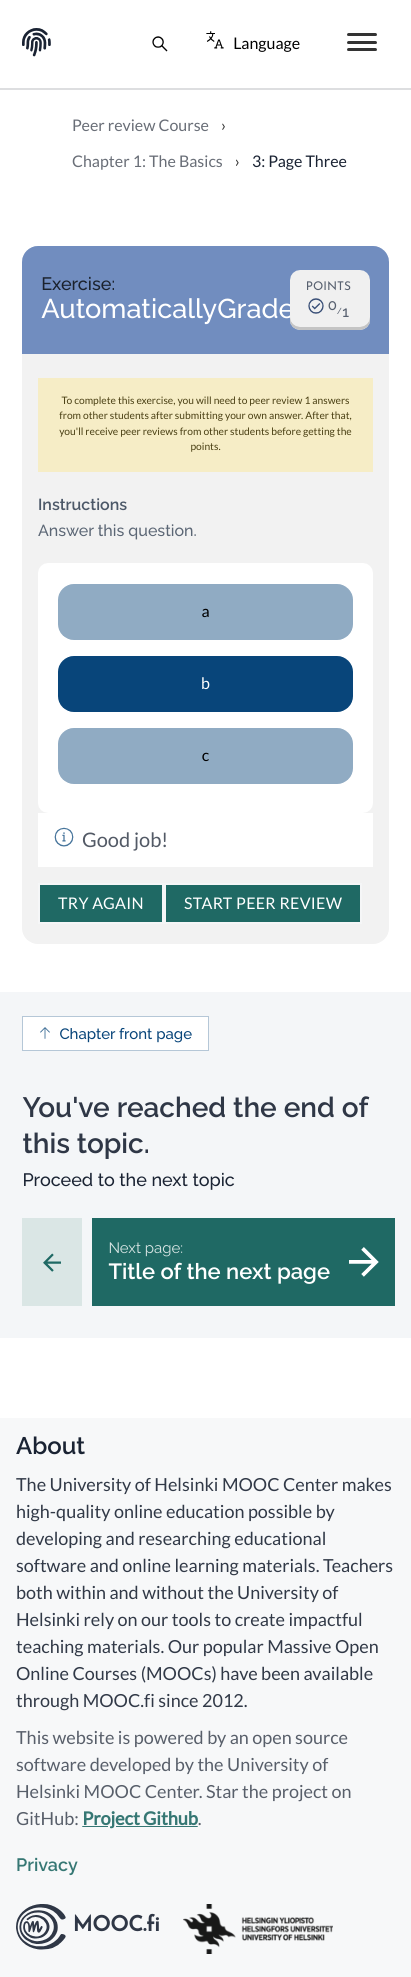 Language
Peer review Course ›
Chapter 1: The Basics › 3: Page Three
Exercise:
AutomaticallyGrade
POINTS
0/1
To complete this exercise, you will need to peer review 1 answers
from other students after submitting your own answer. After that,
you'll receive peer reviews from other students before getting the
points.
Instructions
Answer this question.
a
b
c
Good job!
TRY AGAIN
START PEER REVIEW
Chapter front page
You've reached the end of
this topic.
Proceed to the next topic
Next page:
Title of the next page
About
The University of Helsinki MOOC Center makes
high-quality online education possible by
developing and researching educational
software and online learning materials. Teachers
both within and without the University of
Helsinki rely on our tools to create impactful
teaching materials. Our popular Massive Open
Online Courses (MOOCs) have been available
through MOOC.fi since 2012.
This website is powered by an open source
software developed by the University of
Helsinki MOOC Center. Star the project on
GitHub: Project Github.
Privacy
MOOC.fi
HELSINGIN YLIOPISTO
HELSINGFORS UNIVERSITET
UNIVERSITY OF HELSINKI